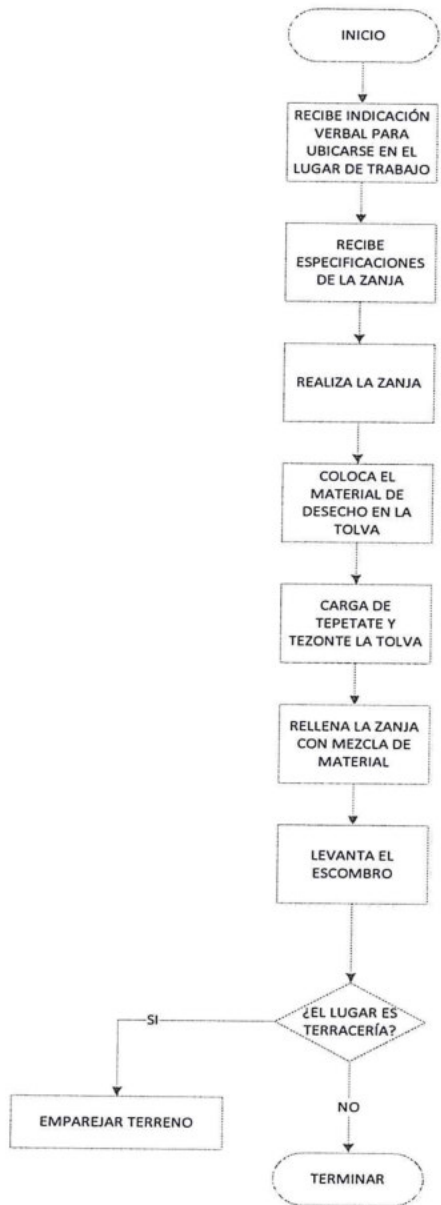 INICIO
RECIBE INDICACIÓN
VERBAL PARA
UBICARSE EN EL
LUGAR DE TRABAJO
RECIBE
ESPECIFICACIONES
DE LA ZANJA
REALIZA LA ZANJA
COLOCA EL
MATERIAL DE
DESECHO EN LA
TOLVA
CARGA DE
TEPETATE Y
TEZONTE LA TOLVA
RELLENA LA ZANJA
CON MEZCLA DE
MATERIAL
LEVANTA EL
ESCOMBRO
¿EL LUGAR ES
TERRACERÍA?
SI
EMPAREJAR TERRENO
NO
TERMINAR